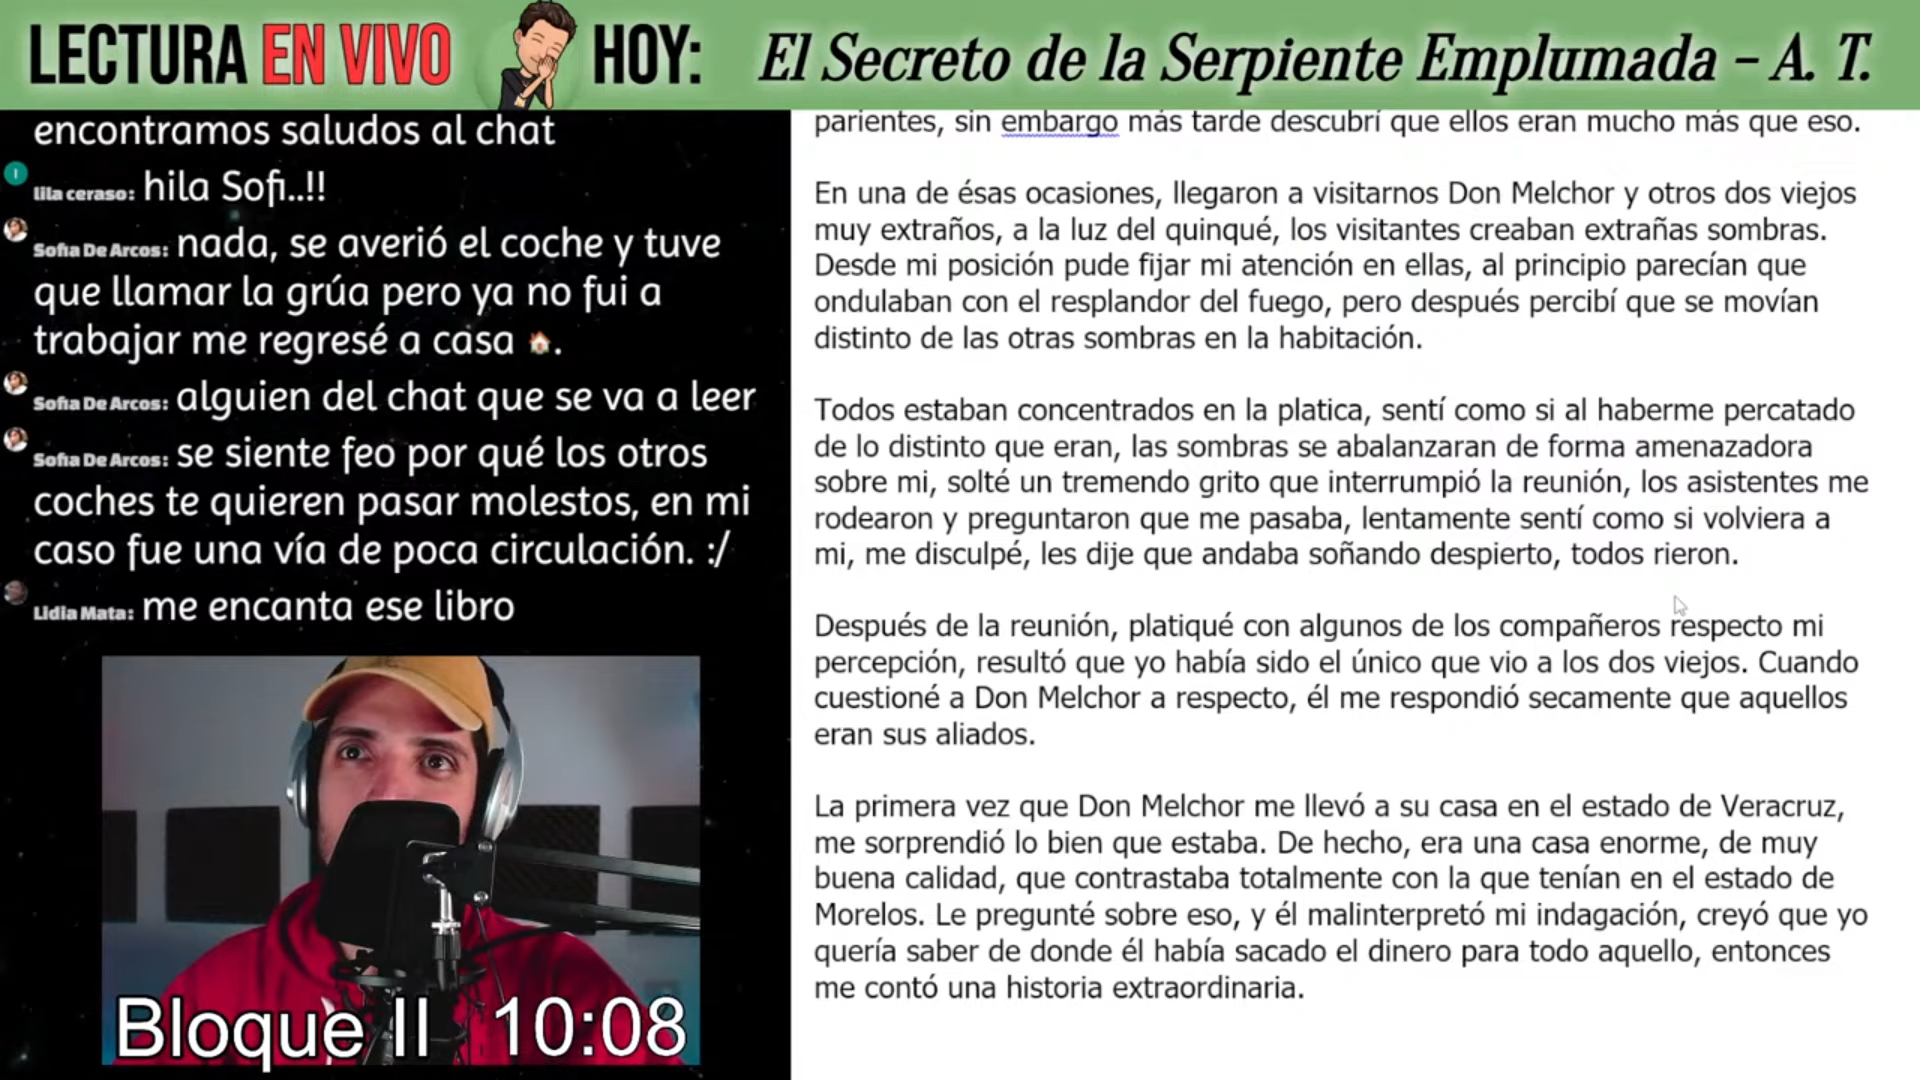 LECTURA EN VIVO HOY: El Secreto de la Serpiente Emplumada - A. T.
encontramos saludos al chat
lila ceraso: hila Sofi..!!
Sofia De Arcos: nada, se averió el coche y tuve
que llamar la grúa pero ya no fui a
trabajar me regresé a casa 🏠.
Sofia De Arcos: alguien del chat que se va a leer
Sofia De Arcos: se siente feo por qué los otros
coches te quieren pasar molestos, en mi
caso fue una vía de poca circulación. :/
Lidia Mata: me encanta ese libro
Bloque II 10:08
parientes, sin embargo más tarde descubrí que ellos eran mucho más que eso.
En una de ésas ocasiones, llegaron a visitarnos Don Melchor y otros dos viejos
muy extraños, a la luz del quinqué, los visitantes creaban extrañas sombras.
Desde mi posición pude fijar mi atención en ellas, al principio parecían que
ondulaban con el resplandor del fuego, pero después percibí que se movían
distinto de las otras sombras en la habitación.
Todos estaban concentrados en la platica, sentí como si al haberme percatado
de lo distinto que eran, las sombras se abalanzaran de forma amenazadora
sobre mi, solté un tremendo grito que interrumpió la reunión, los asistentes me
rodearon y preguntaron que me pasaba, lentamente sentí como si volviera a
mi, me disculpé, les dije que andaba soñando despierto, todos rieron.
Después de la reunión, platiqué con algunos de los compañeros respecto mi
percepción, resultó que yo había sido el único que vio a los dos viejos. Cuando
cuestioné a Don Melchor a respecto, él me respondió secamente que aquellos
eran sus aliados.
La primera vez que Don Melchor me llevó a su casa en el estado de Veracruz,
me sorprendió lo bien que estaba. De hecho, era una casa enorme, de muy
buena calidad, que contrastaba totalmente con la que tenían en el estado de
Morelos. Le pregunté sobre eso, y él malinterpretó mi indagación, creyó que yo
quería saber de donde él había sacado el dinero para todo aquello, entonces
me contó una historia extraordinaria.